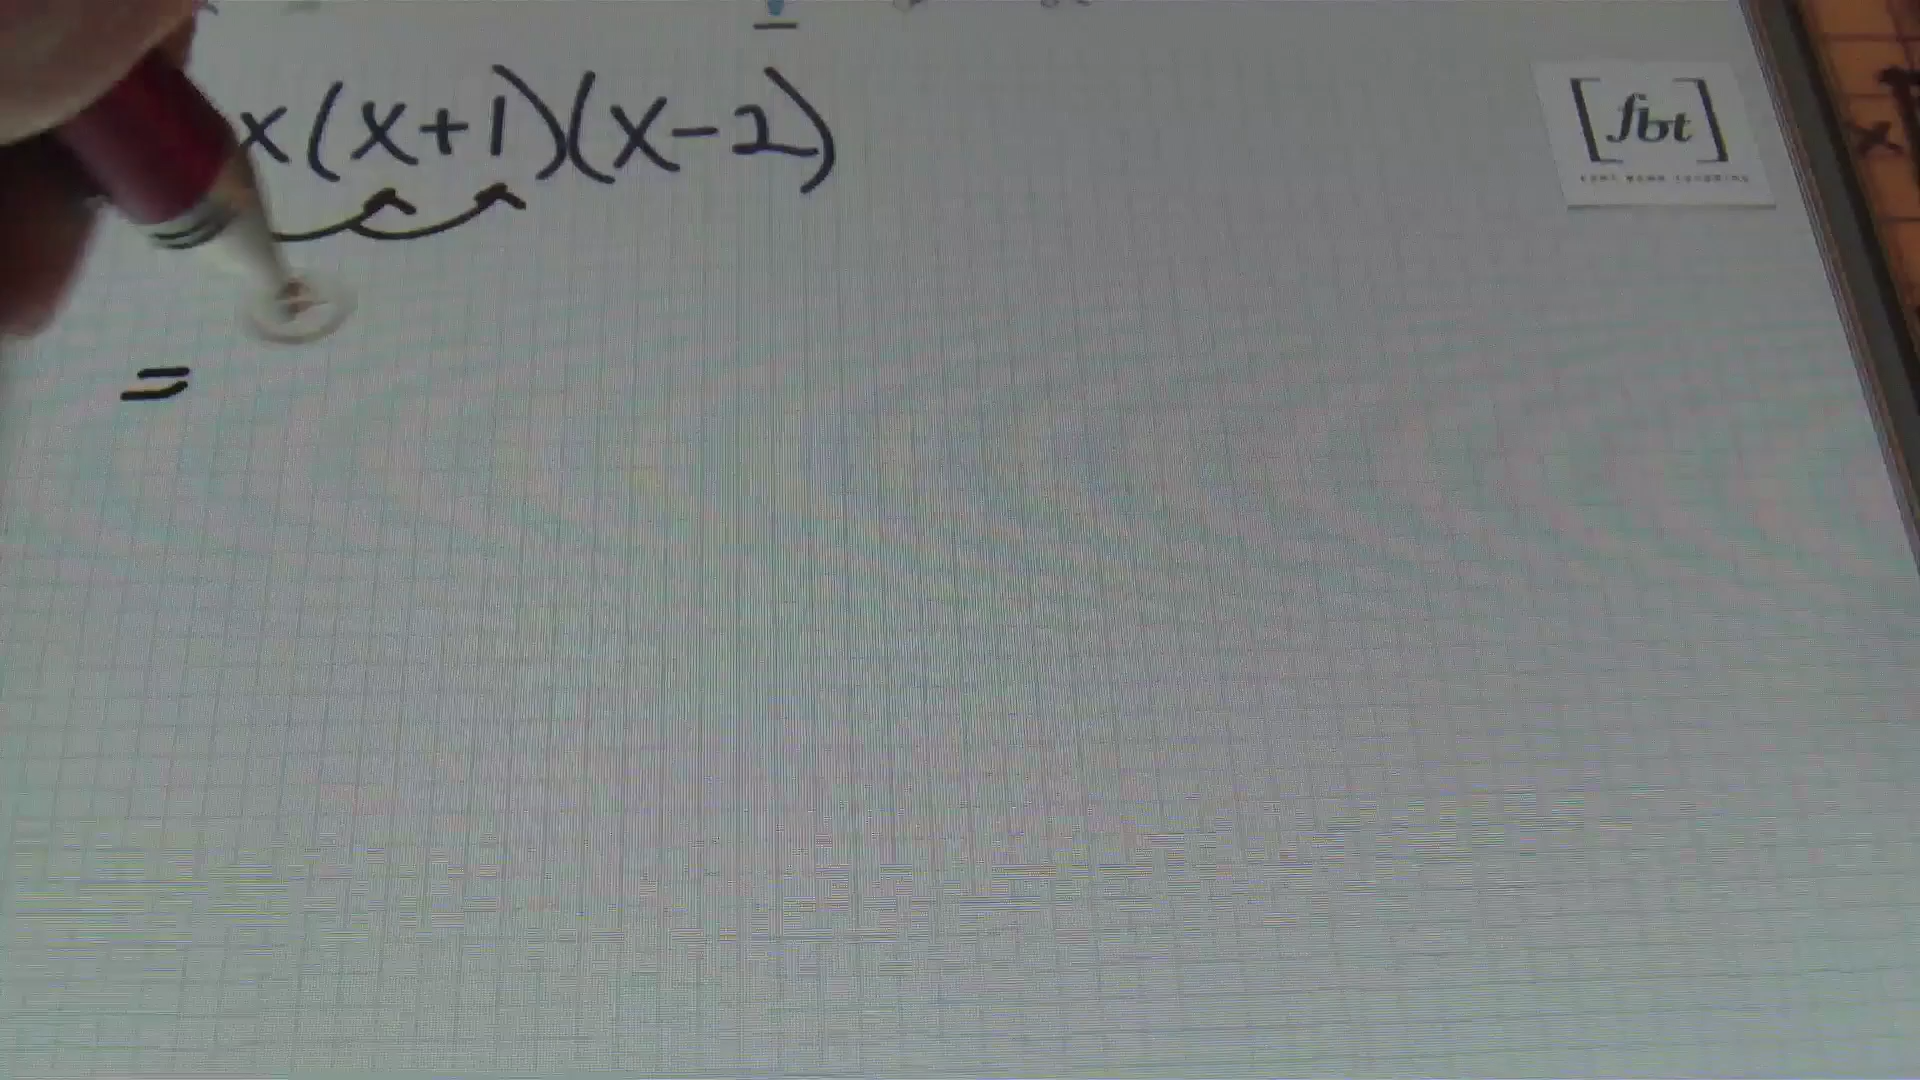 x(x+1)(x-2)
[fbt]
=